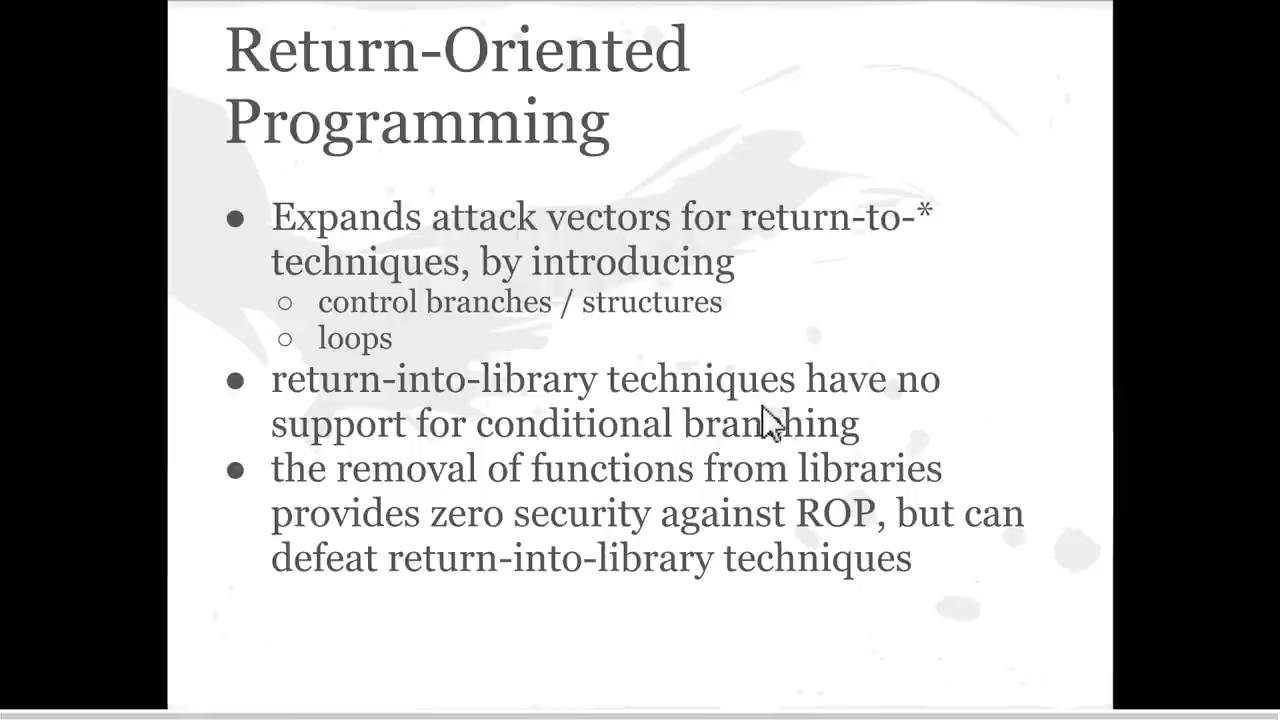 Return-Oriented
Programming
● Expands attack vectors for return-to-*
techniques, by introducing
○ control branches / structures
○ loops
● return-into-library techniques have no
support for conditional branching
● the removal of functions from libraries
provides zero security against ROP, but can
defeat return-into-library techniques